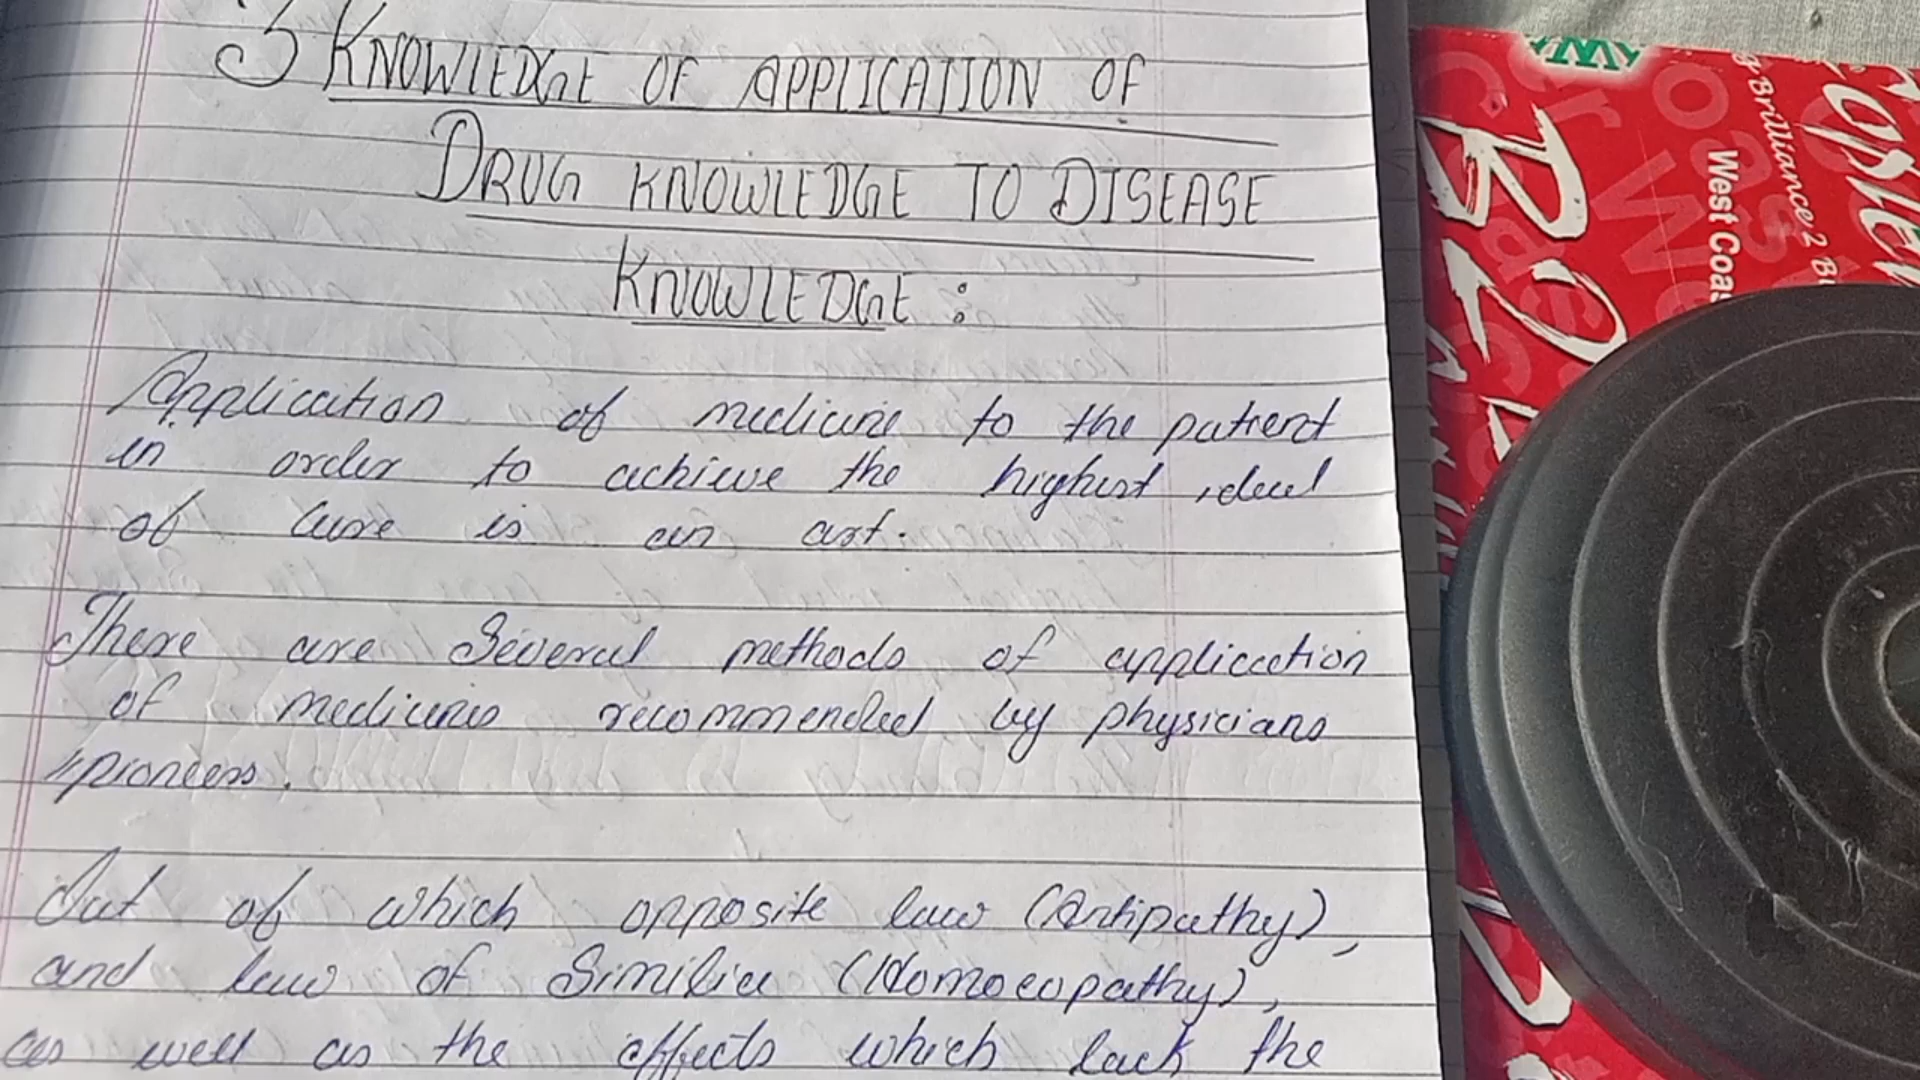 3 KNOWLEDGE OF APPLICATION OF
DRUG KNOWLEDGE TO DISEASE
KNOWLEDGE :
Application of medicine to the patient
in order to achieve the highest ideal
of cure is an art.
There are Several methods of application
of medicines recommended by physicians
pioneers.
Out of which opposite law (Antipathy),
and law of Similia (Homoeopathy),
as well as the effects which lack the
Brilliance2
West Coas